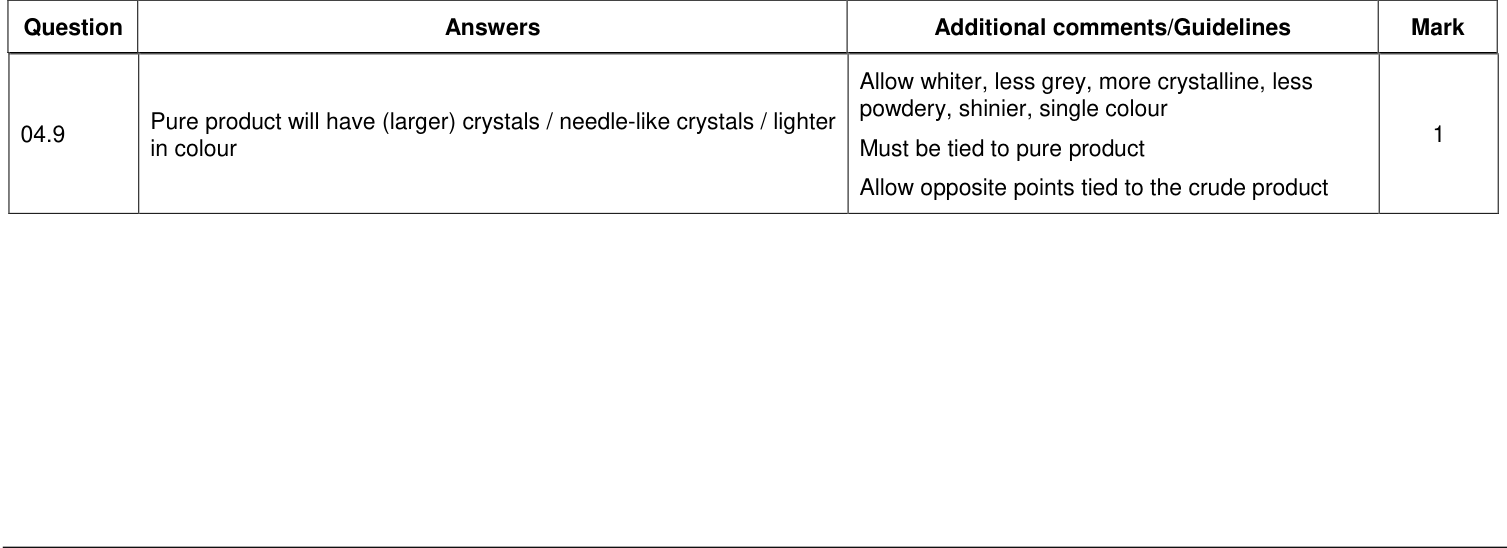 Question Answers Additional comments/Guidelines Mark
04.9
Pure product will have (larger) crystals / needle-like crystals / lighter
in colour
Allow whiter, less grey, more crystalline, less
powdery, shinier, single colour
Must be tied to pure product
Allow opposite points tied to the crude product
1